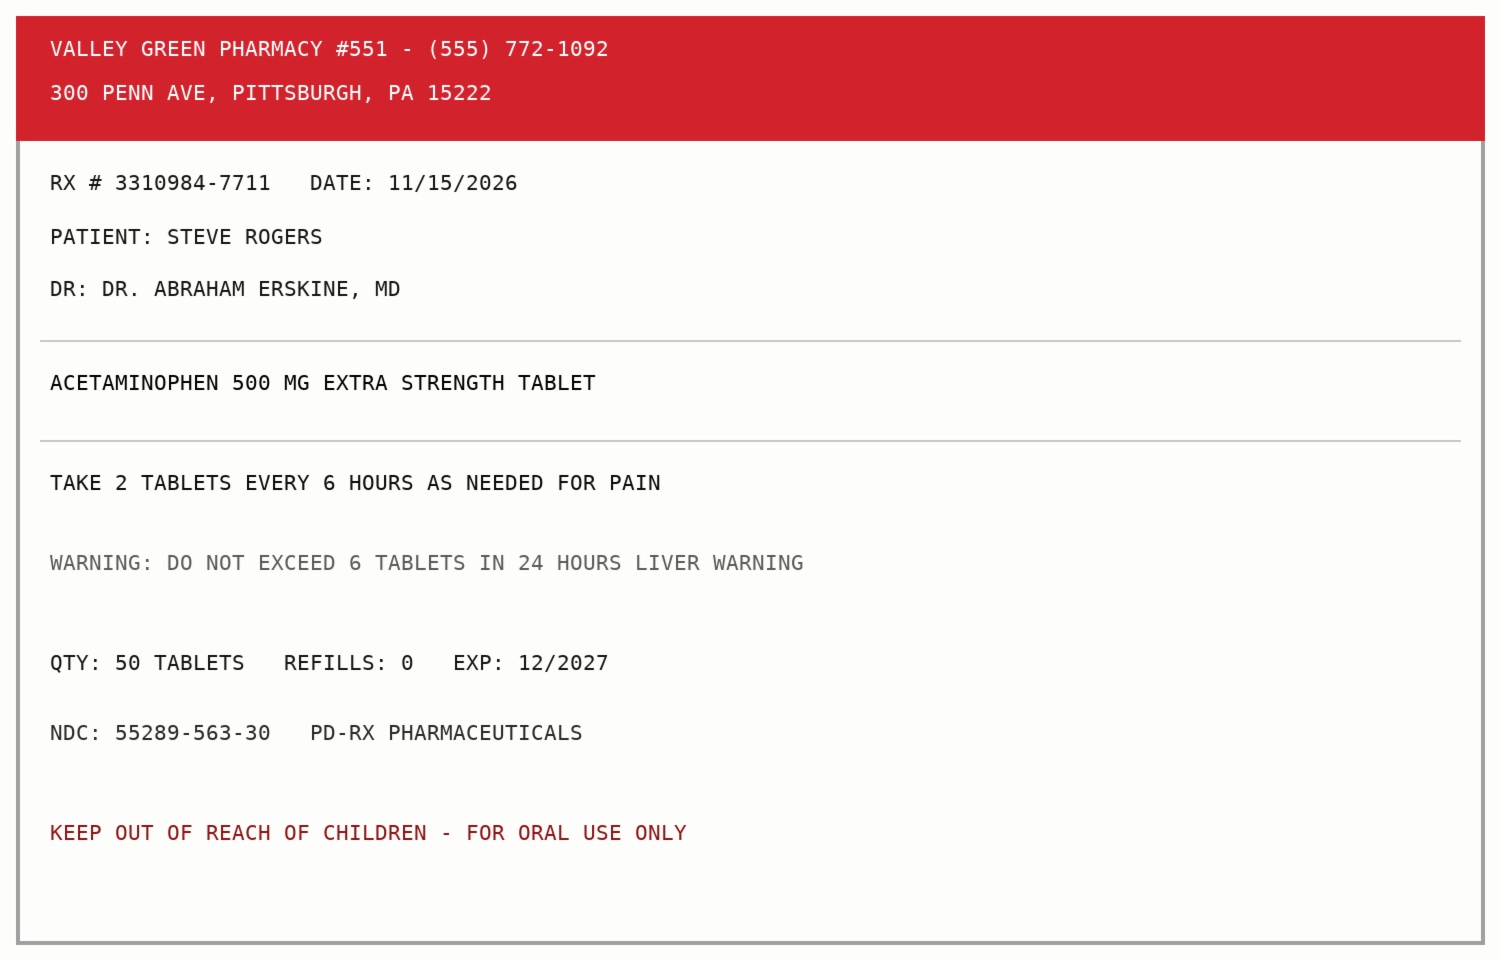 VALLEY GREEN PHARMACY #551 - (555) 772-1092
300 PENN AVE, PITTSBURGH, PA 15222
RX # 3310984-7711   DATE: 11/15/2026
PATIENT: STEVE ROGERS
DR: DR. ABRAHAM ERSKINE, MD
ACETAMINOPHEN 500 MG EXTRA STRENGTH TABLET
TAKE 2 TABLETS EVERY 6 HOURS AS NEEDED FOR PAIN
WARNING: DO NOT EXCEED 6 TABLETS IN 24 HOURS LIVER WARNING
QTY: 50 TABLETS   REFILLS: 0   EXP: 12/2027
NDC: 55289-563-30   PD-RX PHARMACEUTICALS
KEEP OUT OF REACH OF CHILDREN - FOR ORAL USE ONLY